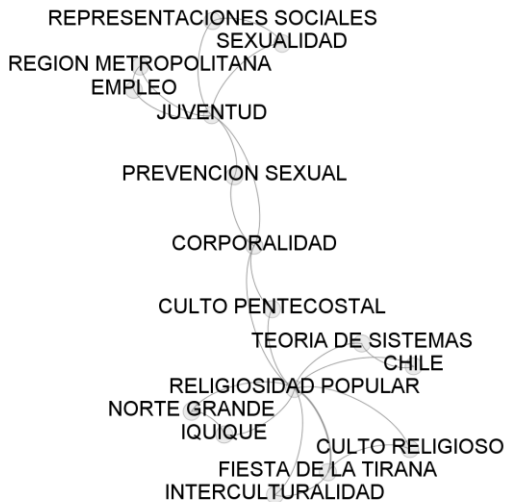 REPRESENTACIONES SOCIALES
SEXUALIDAD
REGION METROPOLITANA
EMPLEO
JUVENTUD
PREVENCION SEXUAL
CORPORALIDAD
CULTO PENTECOSTAL
TEORIA DE SISTEMAS
CHILE
RELIGIOSIDAD POPULAR
NORTE GRANDE
IQUIQUE
CULTO RELIGIOSO
FIESTA DE LA TIRANA
INTERCULTURALIDAD